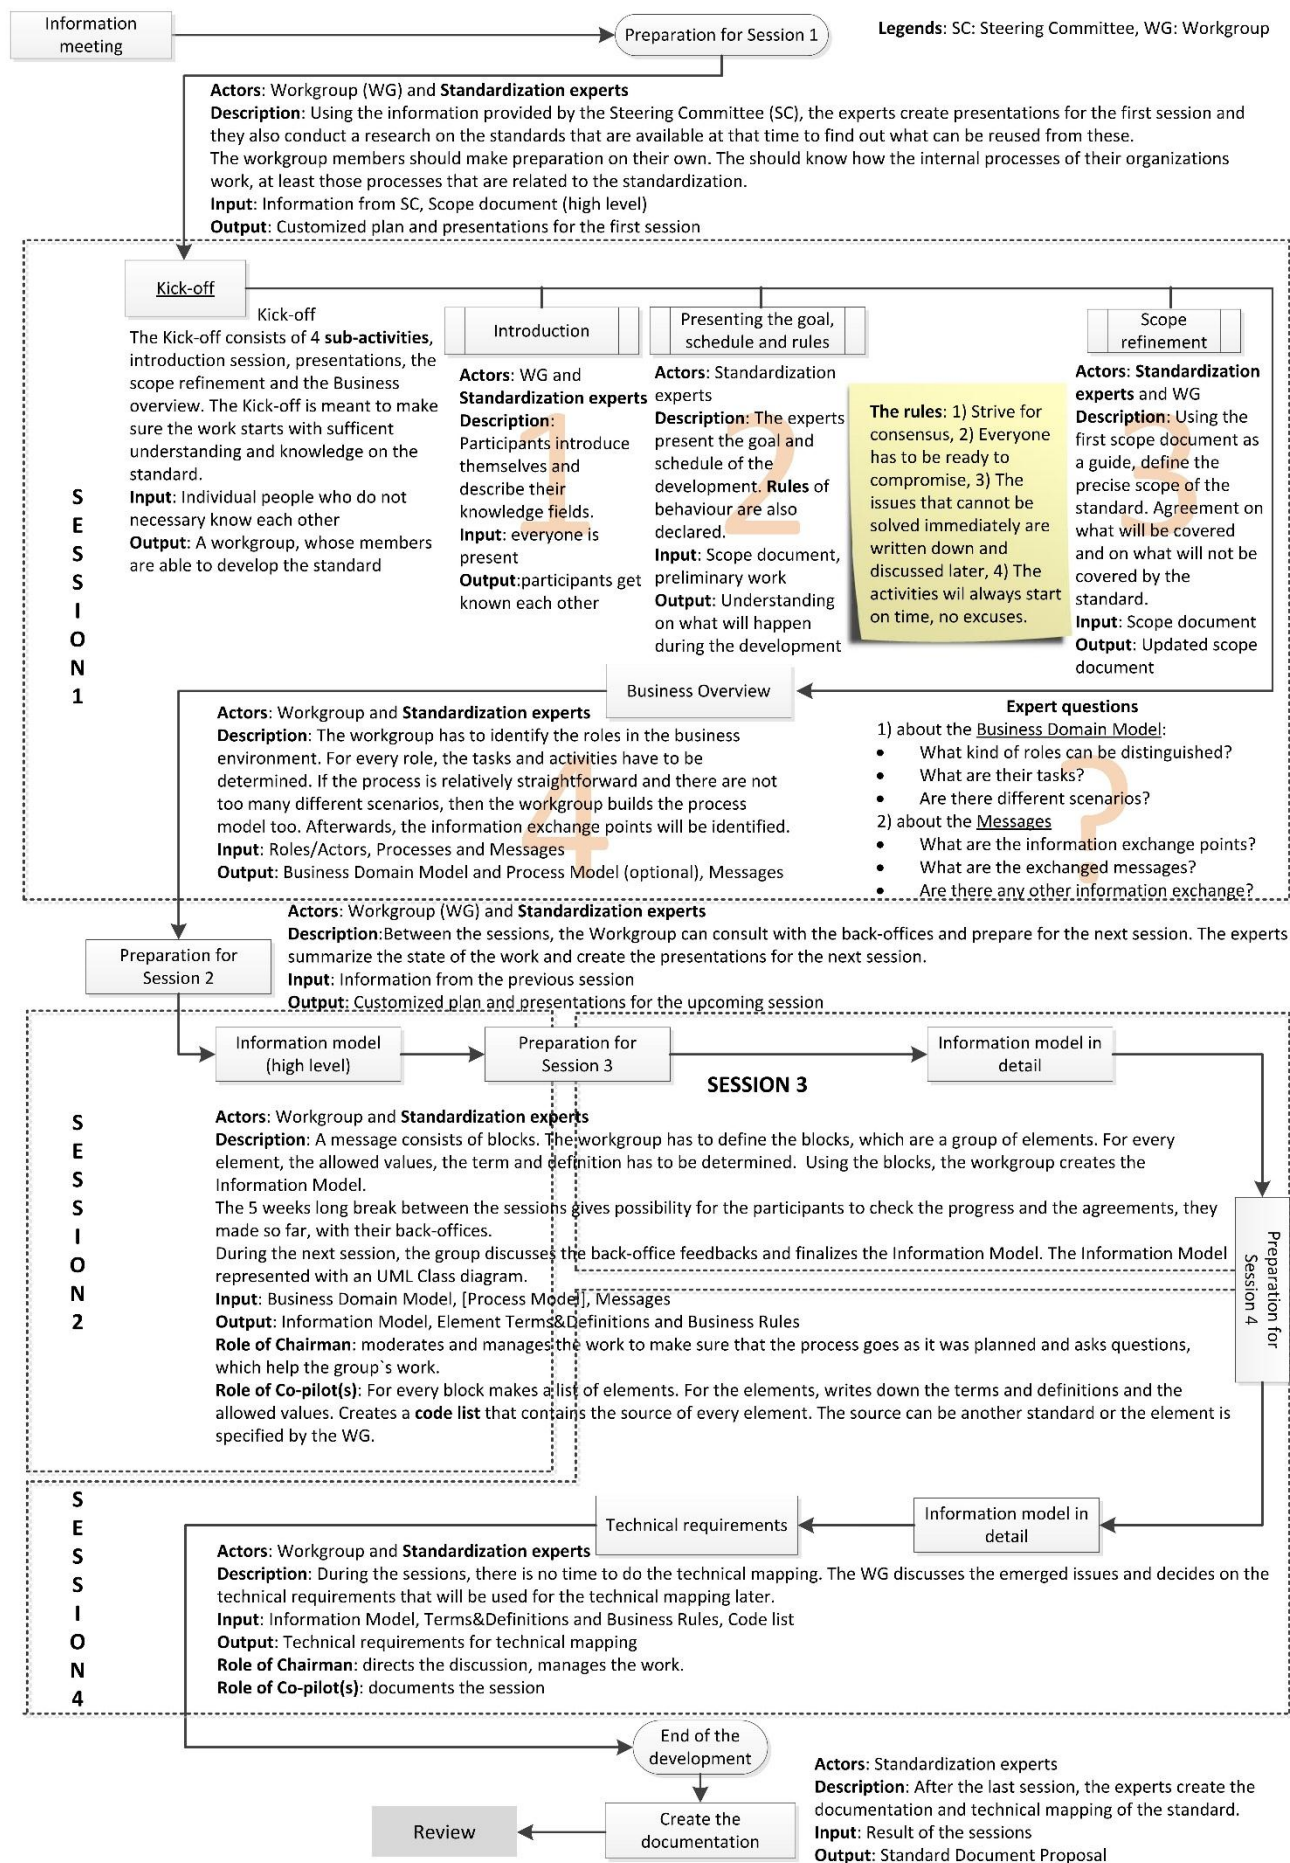 Information
meeting
Preparation for Session 1
Legends: SC: Steering Committee, WG: Workgroup
Actors: Workgroup (WG) and Standardization experts
Description: Using the information provided by the Steering Committee (SC), the experts create presentations for the first session and
they also conduct a research on the standards that are available at that time to find out what can be reused from these.
The workgroup members should make preparation on their own. The should know how the internal processes of their organizations
work, at least those processes that are related to the standardization.
Input: Information from SC, Scope document (high level)
Output: Customized plan and presentations for the first session
SESSION1
Kick-off
Kick-off
The Kick-off consists of 4 sub-activities,
introduction session, presentations, the
scope refinement and the Business
overview. The Kick-off is meant to make
sure the work starts with sufficent
understanding and knowledge on the
standard.
Input: Individual people who do not
necessary know each other
Output: A workgroup, whose members
are able to develop the standard
Introduction
1
Actors: WG and
Standardization experts
Description:
Participants introduce
themselves and
describe their
knowledge fields.
Input: everyone is
present
Output:participants get
known each other
Presenting the goal,
schedule and rules
2
Actors: Standardization
experts
Description: The experts
present the goal and
schedule of the
development. Rules of
behaviour are also
declared.
Input: Scope document,
preliminary work
Output: Understanding
on what will happen
during the development
The rules: 1) Strive for
consensus, 2) Everyone
has to be ready to
compromise, 3) The
issues that cannot be
solved immediately are
written down and
discussed later, 4) The
activities wil always start
on time, no excuses.
Scope
refinement
3
Actors: Standardization
experts and WG
Description: Using the
first scope document as
a guide, define the
precise scope of the
standard. Agreement on
what will be covered
and on what will not be
covered by the
standard.
Input: Scope document
Output: Updated scope
document
Business Overview
4
Actors: Workgroup and Standardization experts
Description: The workgroup has to identify the roles in the business
environment. For every role, the tasks and activities have to be
determined. If the process is relatively straightforward and there are not
too many different scenarios, then the workgroup builds the process
model too. Afterwards, the information exchange points will be identified.
Input: Roles/Actors, Processes and Messages
Output: Business Domain Model and Process Model (optional), Messages
Expert questions
?
1) about the Business Domain Model:
• What kind of roles can be distinguished?
• What are their tasks?
• Are there different scenarios?
2) about the Messages
• What are the information exchange points?
• What are the exchanged messages?
• Are there any other information exchange?
Preparation for
Session 2
Actors: Workgroup (WG) and Standardization experts
Description:Between the sessions, the Workgroup can consult with the back-offices and prepare for the next session. The experts
summarize the state of the work and create the presentations for the next session.
Input: Information from the previous session
Output: Customized plan and presentations for the upcoming session
Information model
(high level)
Preparation for
Session 3
Information model in
detail
SESSION 3
SESSION2
Actors: Workgroup and Standardization experts
Description: A message consists of blocks. The workgroup has to define the blocks, which are a group of elements. For every
element, the allowed values, the term and definition has to be determined. Using the blocks, the workgroup creates the
Information Model.
The 5 weeks long break between the sessions gives possibility for the participants to check the progress and the agreements, they
made so far, with their back-offices.
During the next session, the group discusses the back-office feedbacks and finalizes the Information Model. The Information Model
represented with an UML Class diagram.
Input: Business Domain Model, [Process Model], Messages
Output: Information Model, Element Terms&Definitions and Business Rules
Role of Chairman: moderates and manages the work to make sure that the process goes as it was planned and asks questions,
which help the group`s work.
Role of Co-pilot(s): For every block makes a list of elements. For the elements, writes down the terms and definitions and the
allowed values. Creates a code list that contains the source of every element. The source can be another standard or the element is
specified by the WG.
Preparation for
Session 4
SESSION4
Technical requirements
Information model in
detail
Actors: Workgroup and Standardization experts
Description: During the sessions, there is no time to do the technical mapping. The WG discusses the emerged issues and decides on the
technical requirements that will be used for the technical mapping later.
Input: Information Model, Terms&Definitions and Business Rules, Code list
Output: Technical requirements for technical mapping
Role of Chairman: directs the discussion, manages the work.
Role of Co-pilot(s): documents the session
End of the
development
Create the
documentation
Review
Actors: Standardization experts
Description: After the last session, the experts create the
documentation and technical mapping of the standard.
Input: Result of the sessions
Output: Standard Document Proposal